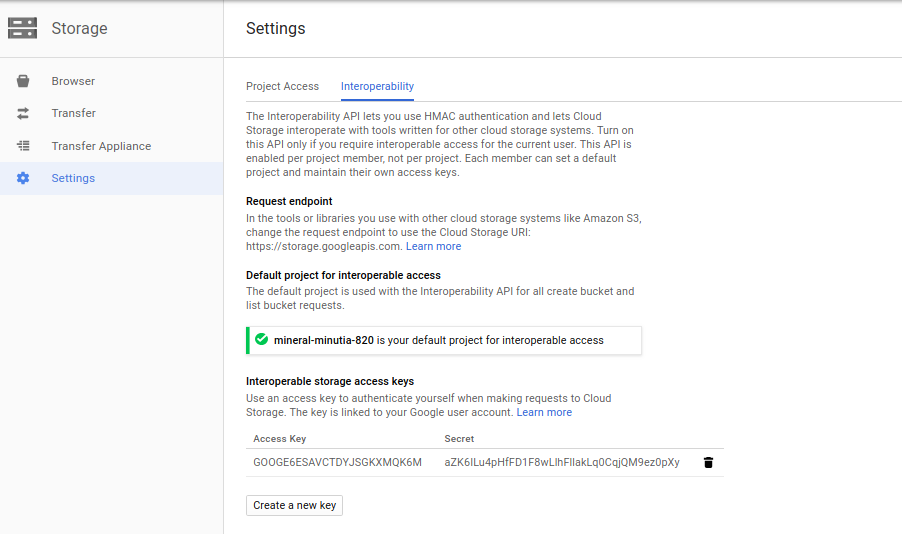 Storage
Settings
Browser
Transfer
Transfer Appliance
Settings
Project Access Interoperability
The Interoperability API lets you use HMAC authentication and lets Cloud
Storage interoperate with tools written for other cloud storage systems. Turn on
this API only if you require interoperable access for the current user. This API is
enabled per project member, not per project. Each member can set a default
project and maintain their own access keys.
Request endpoint
In the tools or libraries you use with other cloud storage systems like Amazon S3,
change the request endpoint to use the Cloud Storage URI:
https://storage.googleapis.com. Learn more
Default project for interoperable access
The default project is used with the Interoperability API for all create bucket and
list bucket requests.
mineral-minutia-820 is your default project for interoperable access
Interoperable storage access keys
Use an access key to authenticate yourself when making requests to Cloud
Storage. The key is linked to your Google user account. Learn more
Access Key Secret
GOOGE6ESAVCTDYJSGKXMQK6M aZK6ILu4pHfFD1F8wLlhFllakLq0CqjQM9ez0pXy
Create a new key